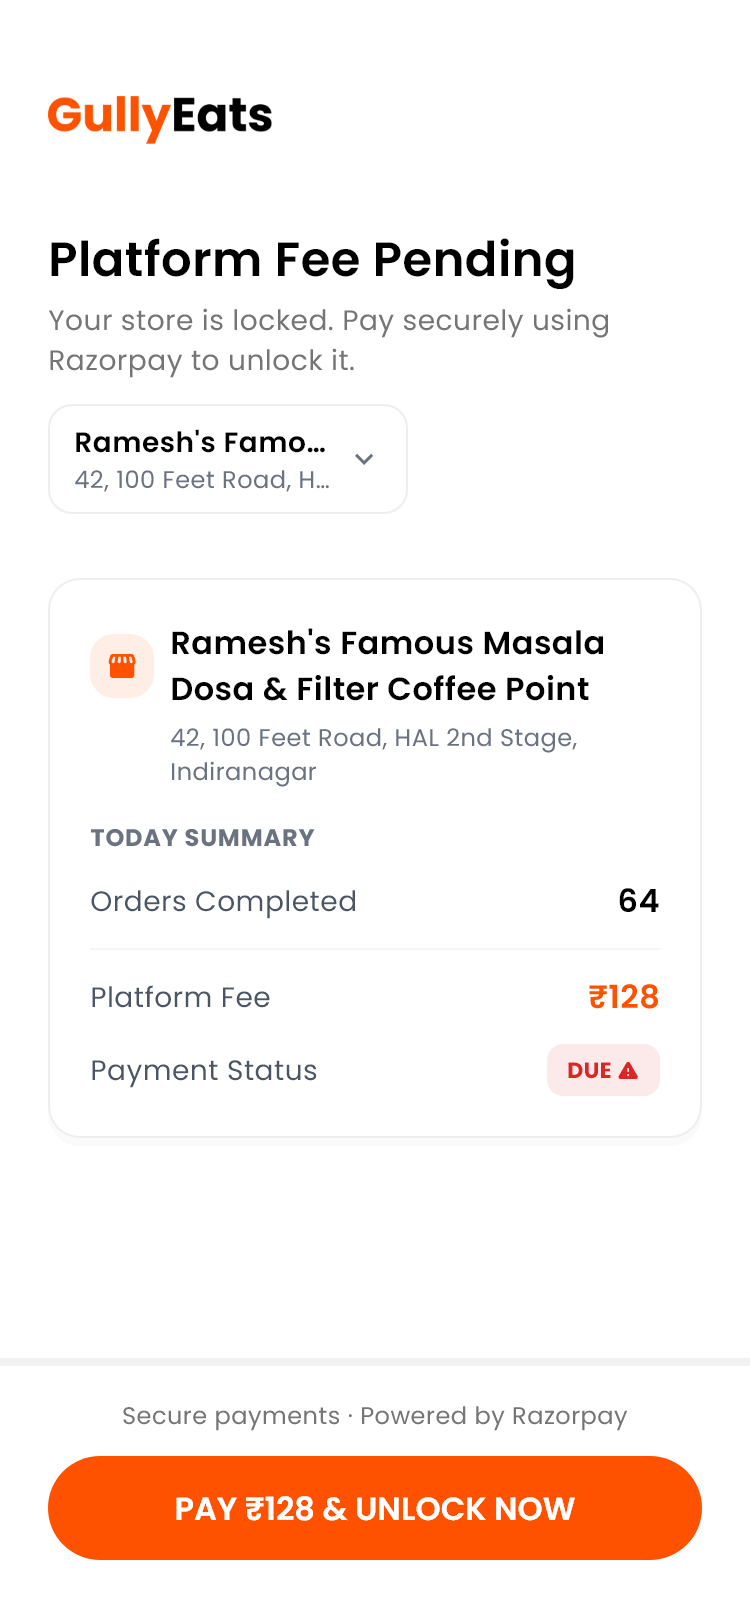 GullyEats
Platform Fee Pending
Your store is locked. Pay securely using
Razorpay to unlock it.
Ramesh's Famo...
42, 100 Feet Road, H...
Ramesh's Famous Masala
Dosa & Filter Coffee Point
42, 100 Feet Road, HAL 2nd Stage,
Indiranagar
TODAY SUMMARY
Orders Completed 64
Platform Fee ₹128
Payment Status DUE
Secure payments · Powered by Razorpay
PAY ₹128 & UNLOCK NOW